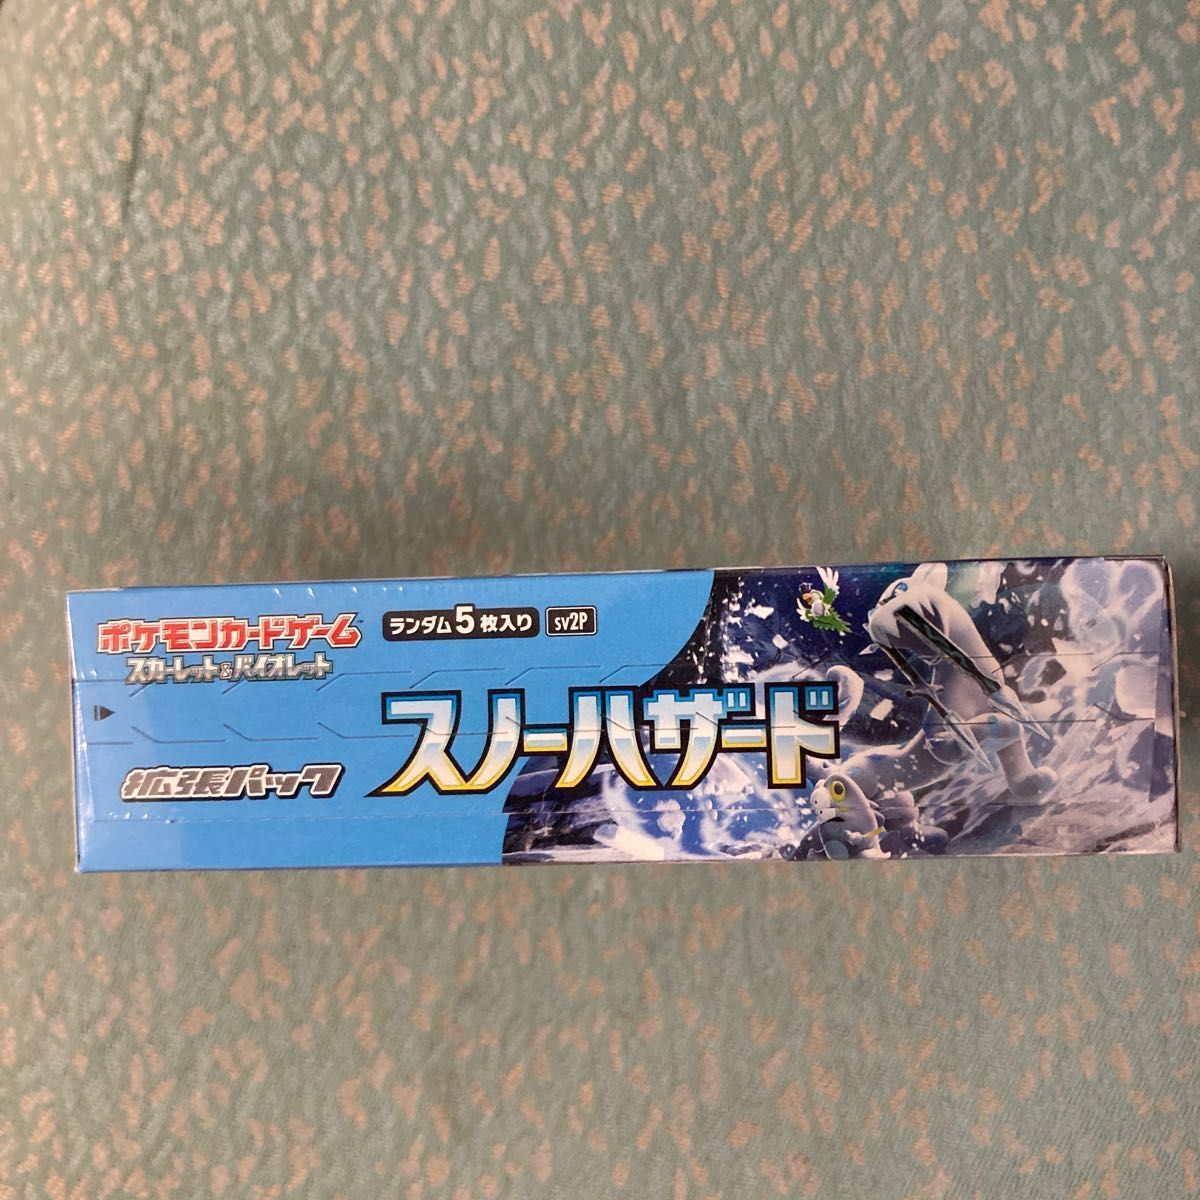 ポケモンカードゲーム
スカーレット&バイオレット
ランダム5枚入り sv2P
拡張パック
スノーハザード